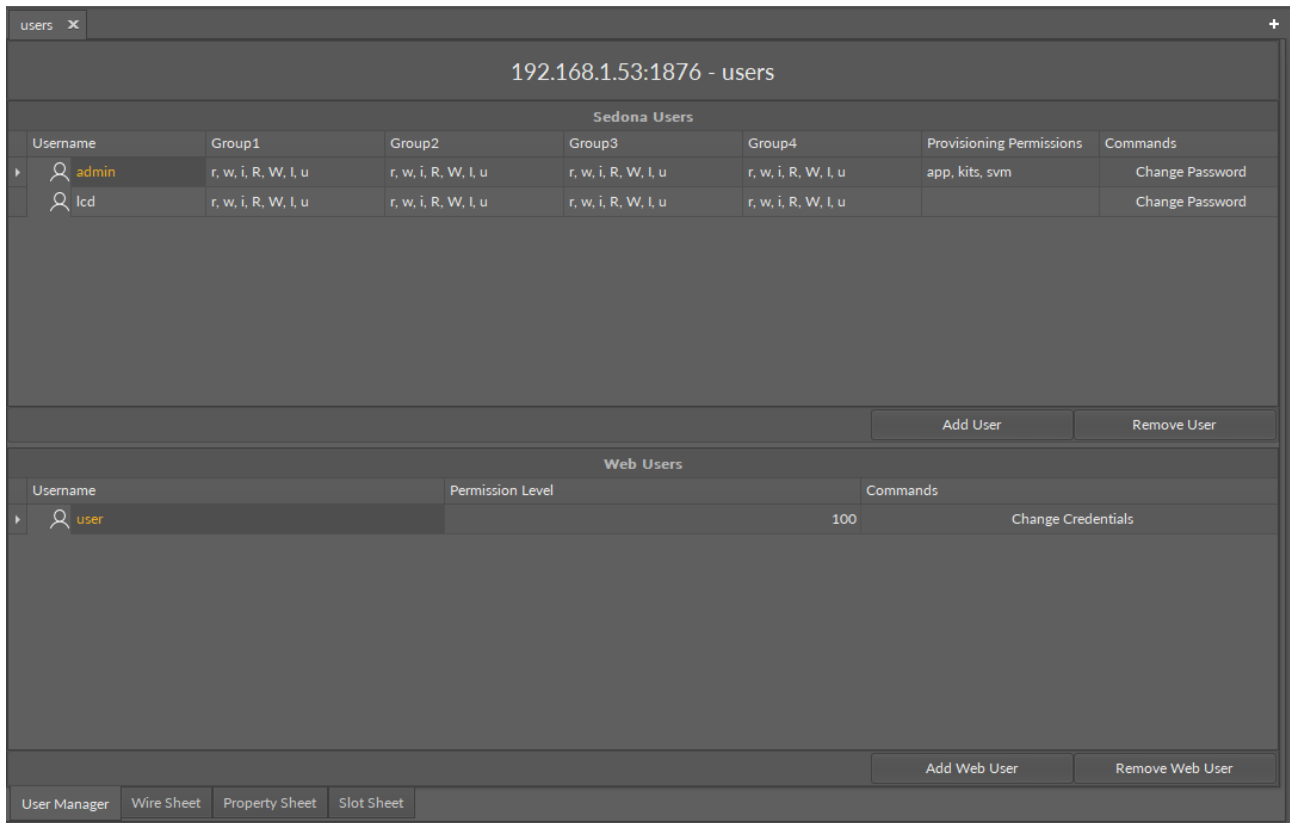 users ×
+
192.168.1.53:1876 - users
Sedona Users
Username Group1 Group2 Group3 Group4 Provisioning Permissions Commands
admin r, w, i, R, W, I, u r, w, i, R, W, I, u r, w, i, R, W, I, u r, w, i, R, W, I, u app, kits, svm Change Password
lcd r, w, i, R, W, I, u r, w, i, R, W, I, u r, w, i, R, W, I, u r, w, i, R, W, I, u Change Password
Add User Remove User
Web Users
Username Permission Level Commands
user 100 Change Credentials
Add Web User Remove Web User
User Manager Wire Sheet Property Sheet Slot Sheet